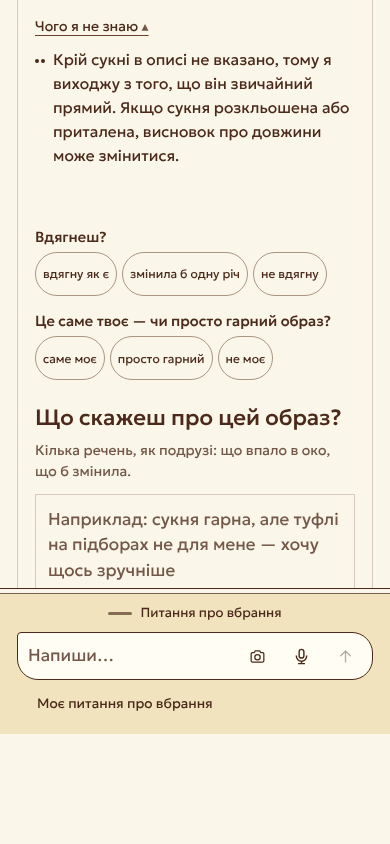 Чого я не знаю ▲
•• Крій сукні в описі не вказано, тому я
виходжу з того, що він звичайний
прямий. Якщо сукня розкльошена або
приталена, висновок про довжини
може змінитися.
Вдягнеш?
вдягну як є
змінила б одну річ
не вдягну
Це саме твоє — чи просто гарний образ?
саме моє
просто гарний
не моє
Що скажеш про цей образ?
Кілька речень, як подрузі: що впало в око,
що б змінила.
Наприклад: сукня гарна, але туфлі
на підборах не для мене — хочу
щось зручніше
Питання про вбрання
Напиши...
Моє питання про вбрання